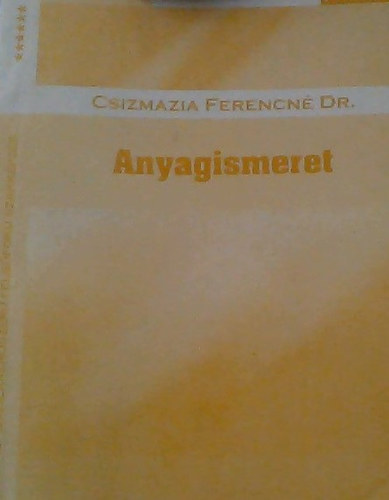 CSIZMAZIA FERENCNÉ DR.
Anyagismeret